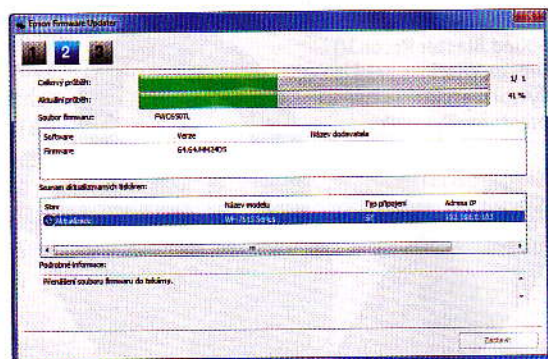 Epson Firmware Updater
1 2 3
Celkový průběh: 1/ 1
Aktuální průběh: 41 %
Soubor firmwaru:
Software Verze Název dodavatele
Firmware
Seznam aktualizovaných tiskáren:
Stav Název modelu Typ připojení Adresa IP
Aktualizace Series
Podrobné informace:
Přenášení souboru firmwaru do tiskárny.
Zastavit